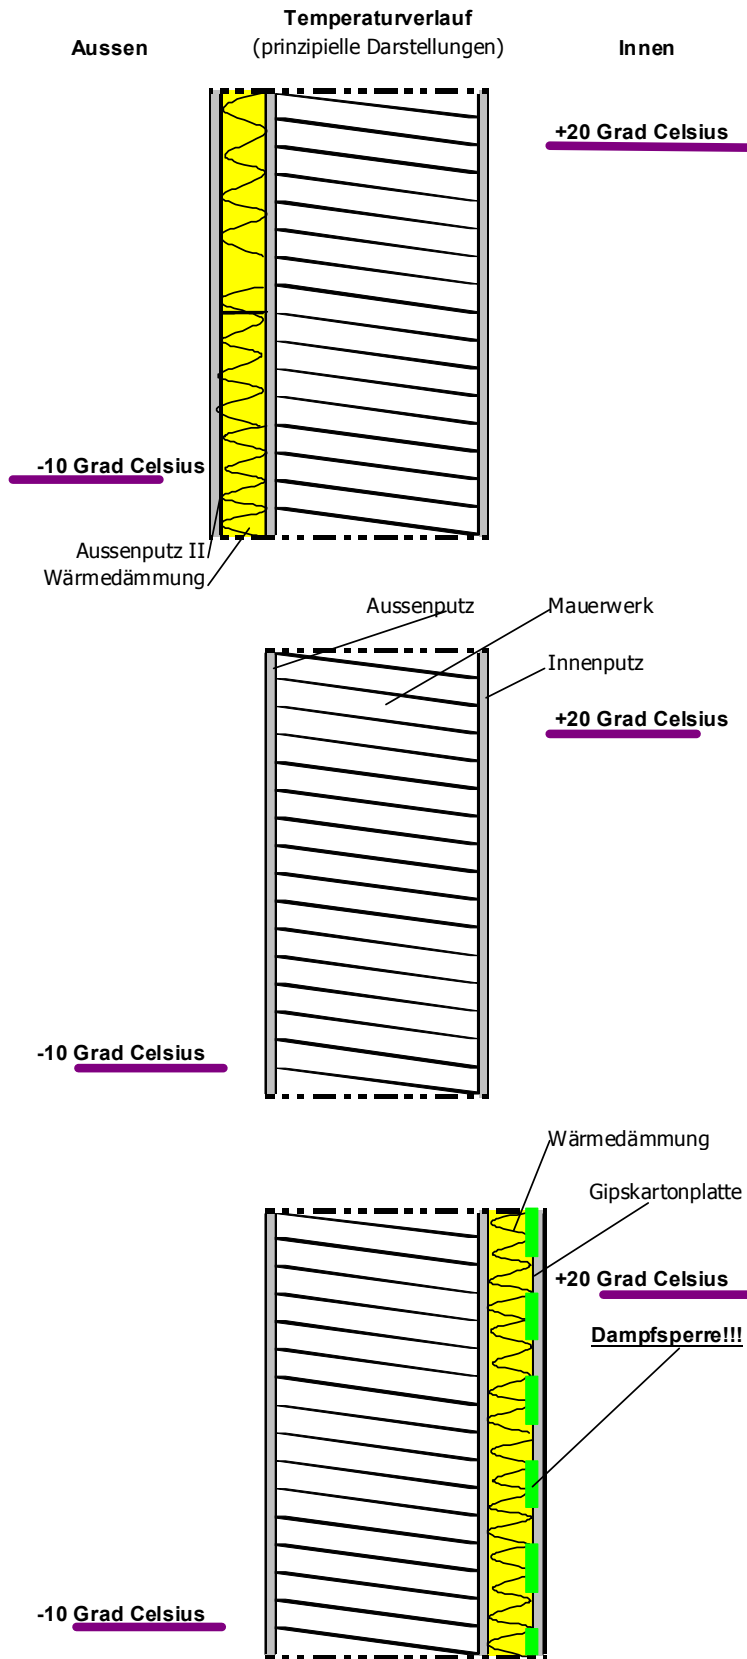 Temperaturverlauf
Aussen (prinzipielle Darstellungen) Innen
+20 Grad Celsius
-10 Grad Celsius
Aussenputz II
Wärmedämmung
Aussenputz Mauerwerk
Innenputz
+20 Grad Celsius
-10 Grad Celsius
Wärmedämmung
Gipskartonplatte
+20 Grad Celsius
Dampfsperre!!!
-10 Grad Celsius